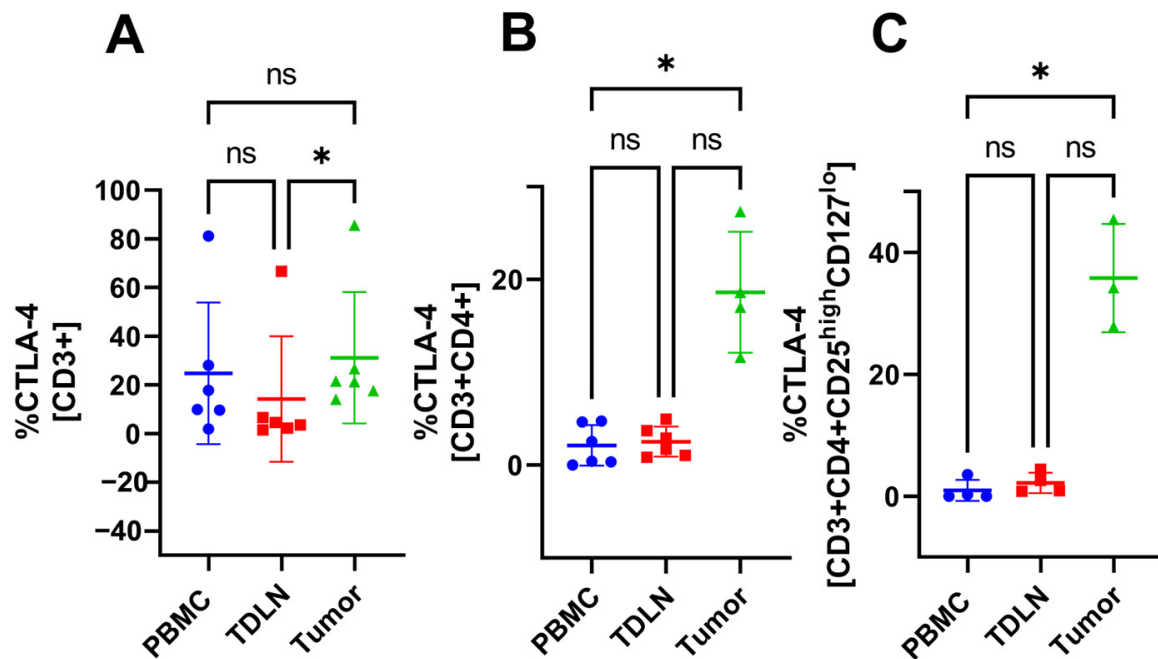 A
ns
ns
*
%CTLA-4
[CD3+]
100
80
60
40
20
0
−20
−40
PBMC
TDLN
Tumor
B
*
ns
ns
%CTLA-4
[CD3+CD4+]
20
0
PBMC
TDLN
Tumor
C
*
ns
ns
%CTLA-4
[CD3+CD4+CD25highCD127lo]
40
20
0
PBMC
TDLN
Tumor